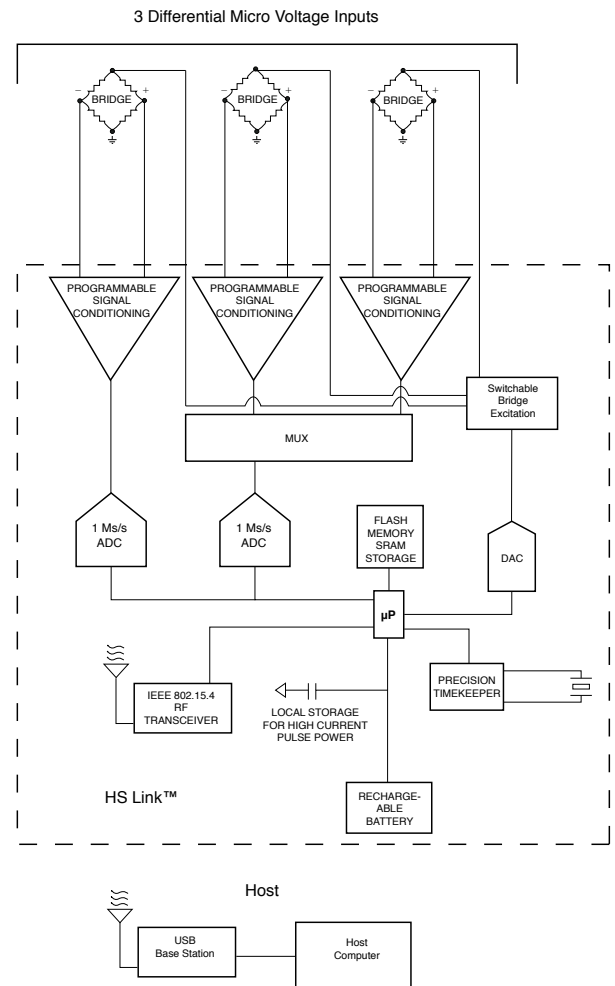 3 Differential Micro Voltage Inputs
− BRIDGE +
− BRIDGE +
− BRIDGE +
PROGRAMMABLE
SIGNAL
CONDITIONING
PROGRAMMABLE
SIGNAL
CONDITIONING
PROGRAMMABLE
SIGNAL
CONDITIONING
Switchable
Bridge
Excitation
MUX
1 Ms/s
ADC
1 Ms/s
ADC
FLASH
MEMORY
SRAM
STORAGE
DAC
µP
IEEE 802.15.4
RF
TRANSCEIVER
LOCAL STORAGE
FOR HIGH CURRENT
PULSE POWER
PRECISION
TIMEKEEPER
HS Link™
RECHARGE-
ABLE
BATTERY
Host
USB
Base Station
Host
Computer